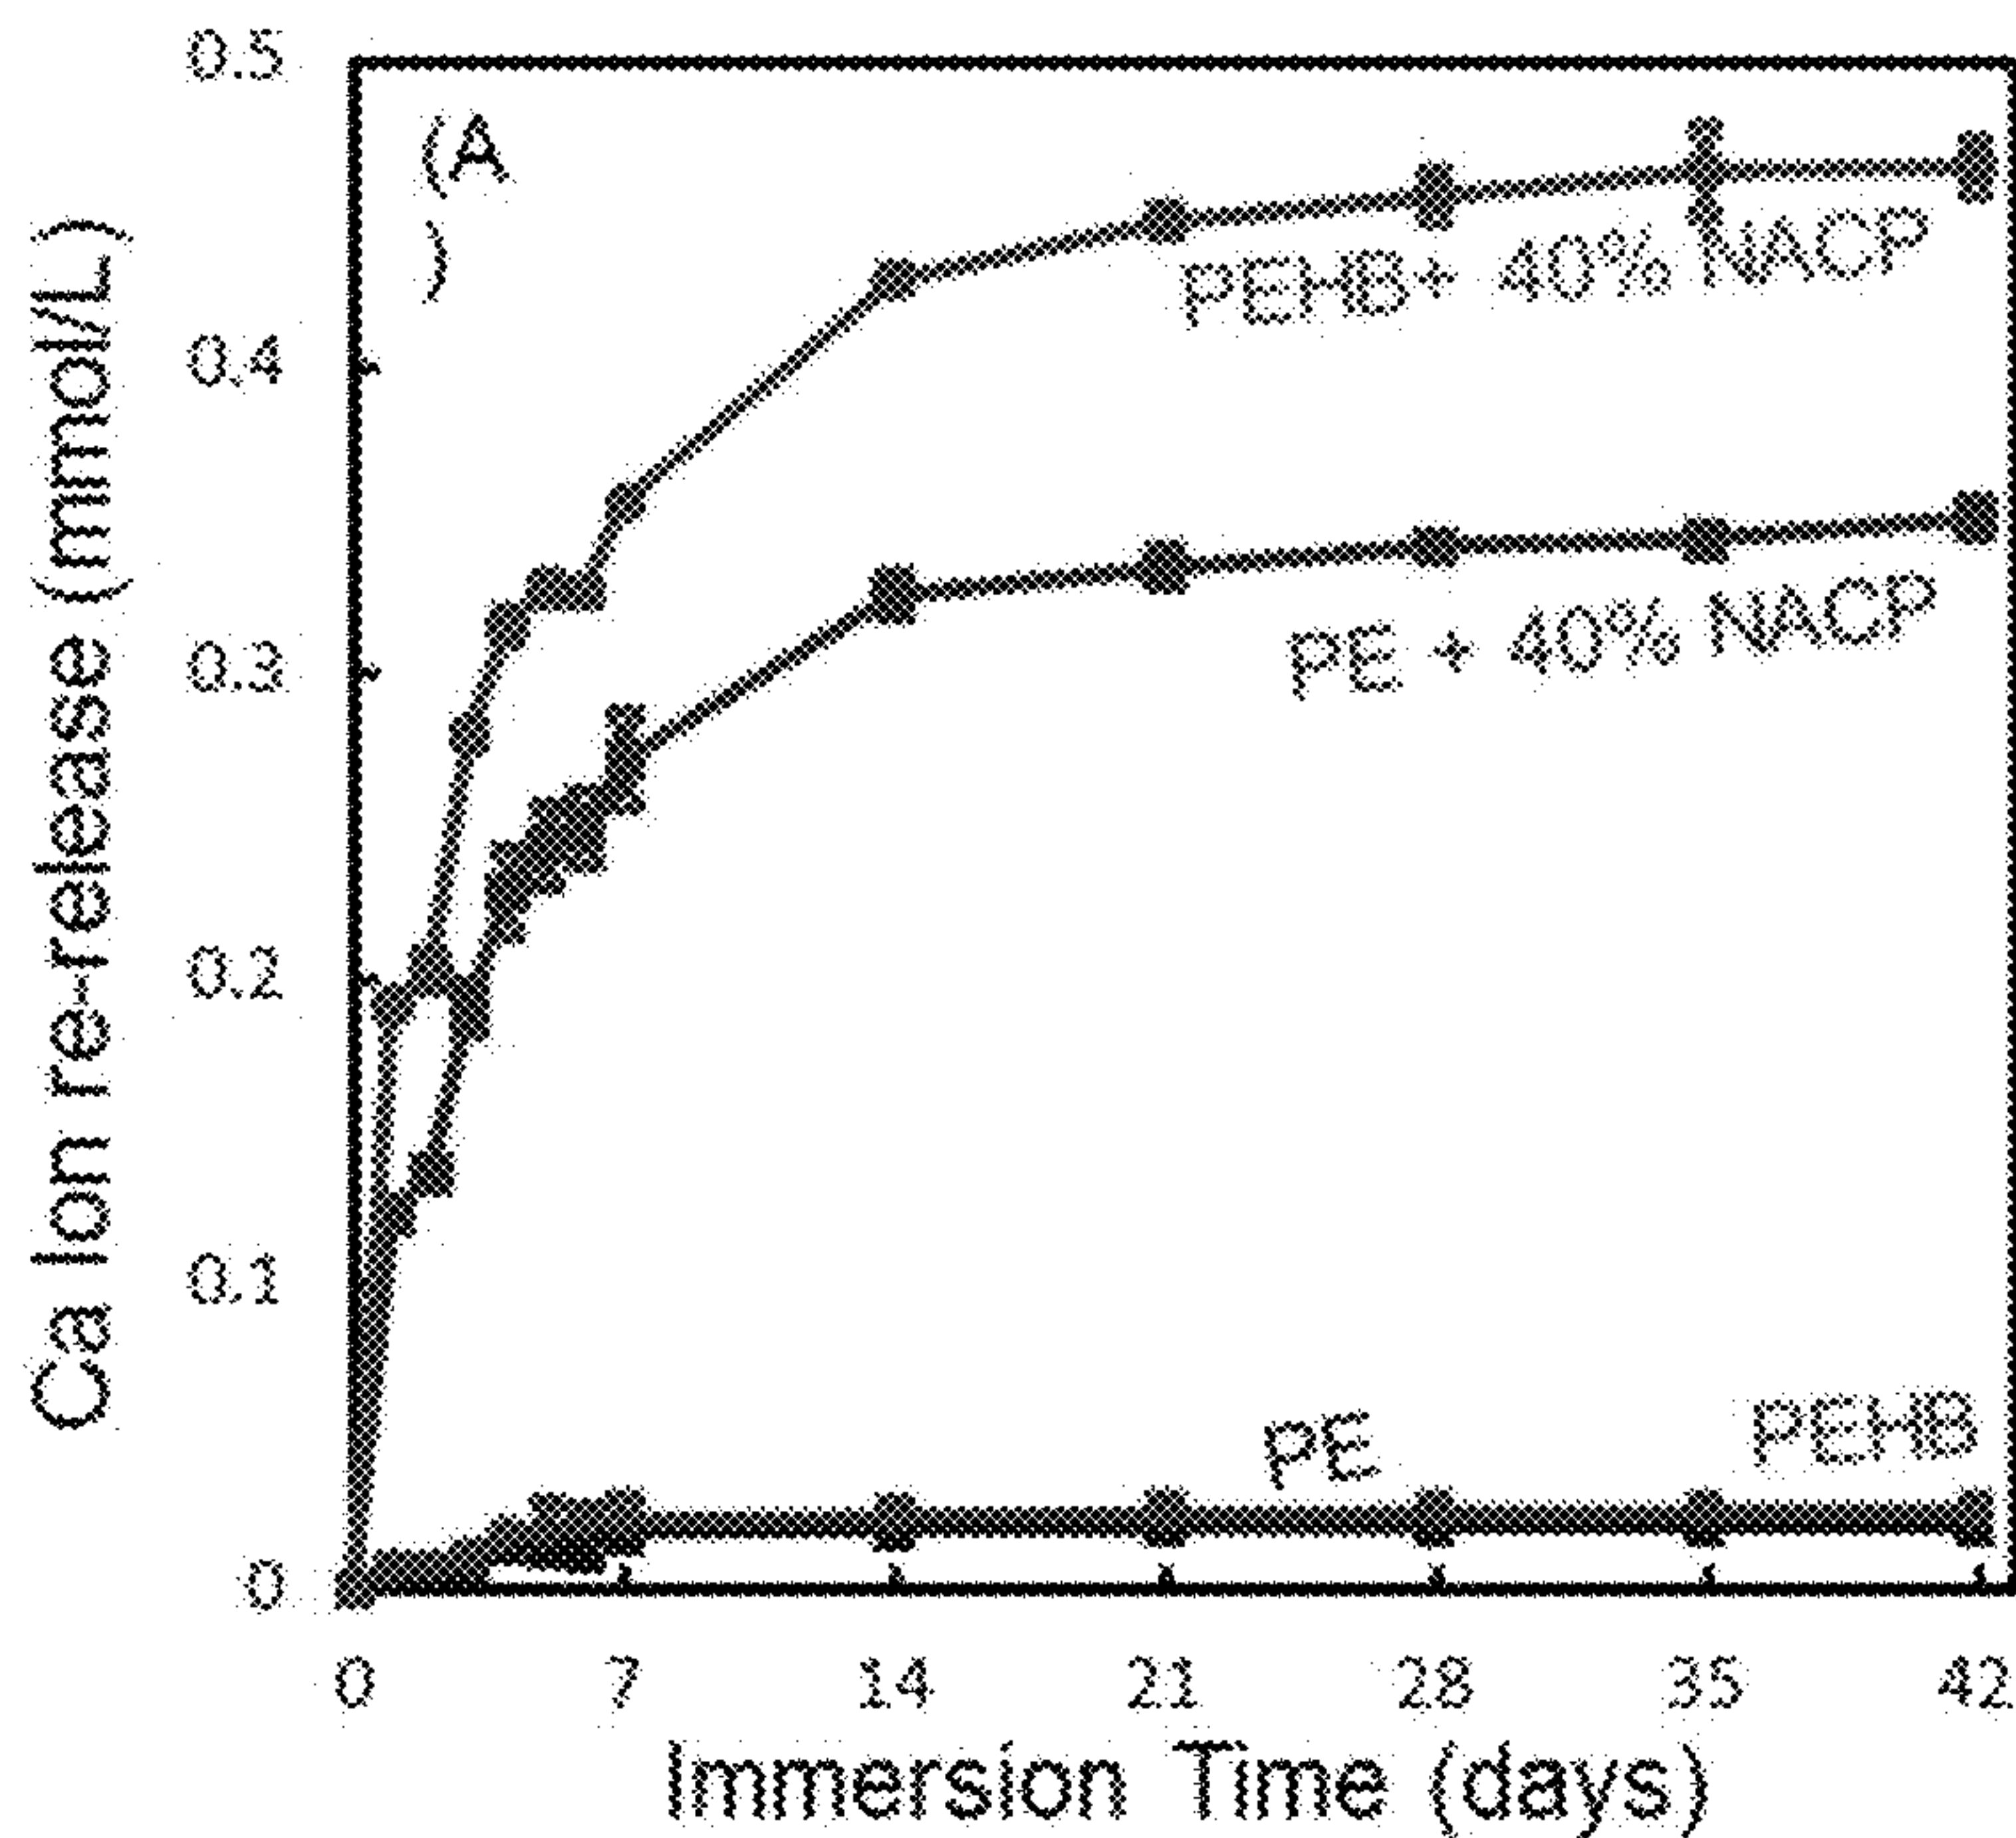 Ca Ion re-release (mmol/L)
0.5
0.4
0.3
0.2
0.1
0
(A
)
PEHB+ 40% NACP
PE + 40% NACP
PE
PEHB
0 7 14 21 28 35 42
Immersion Time (days)